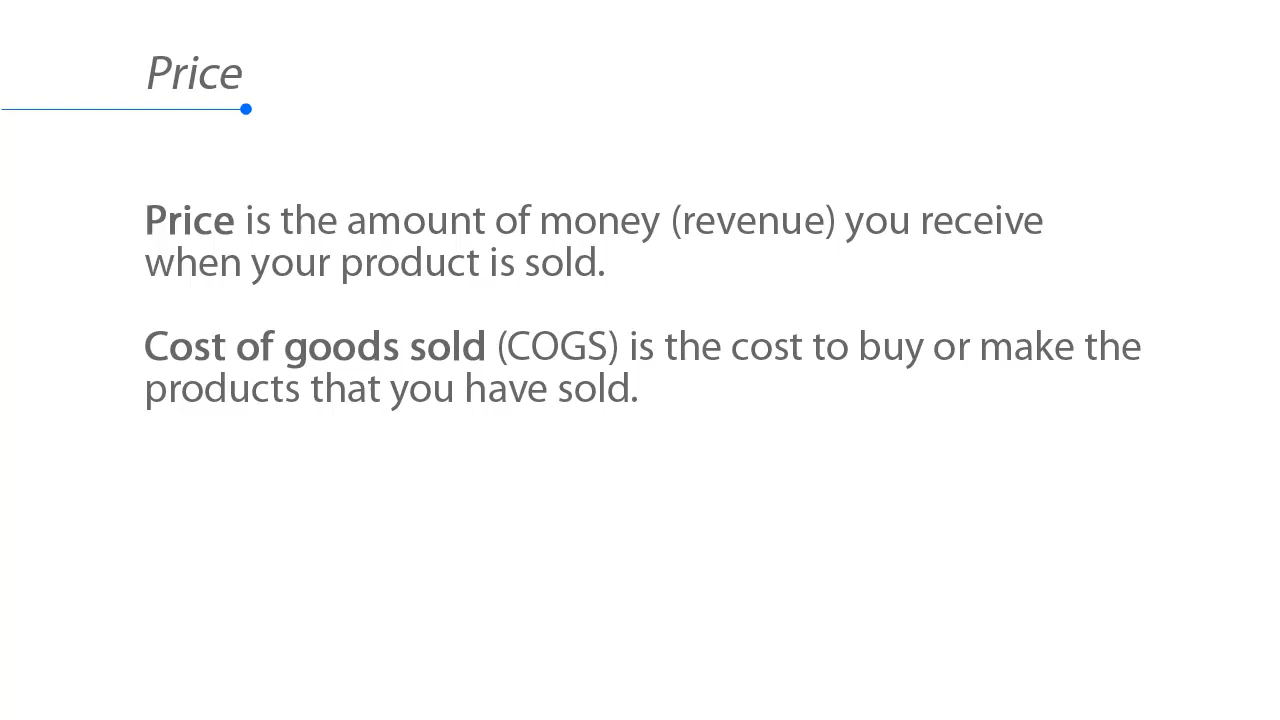 Price
Price is the amount of money (revenue) you receive
when your product is sold.
Cost of goods sold (COGS) is the cost to buy or make the
products that you have sold.